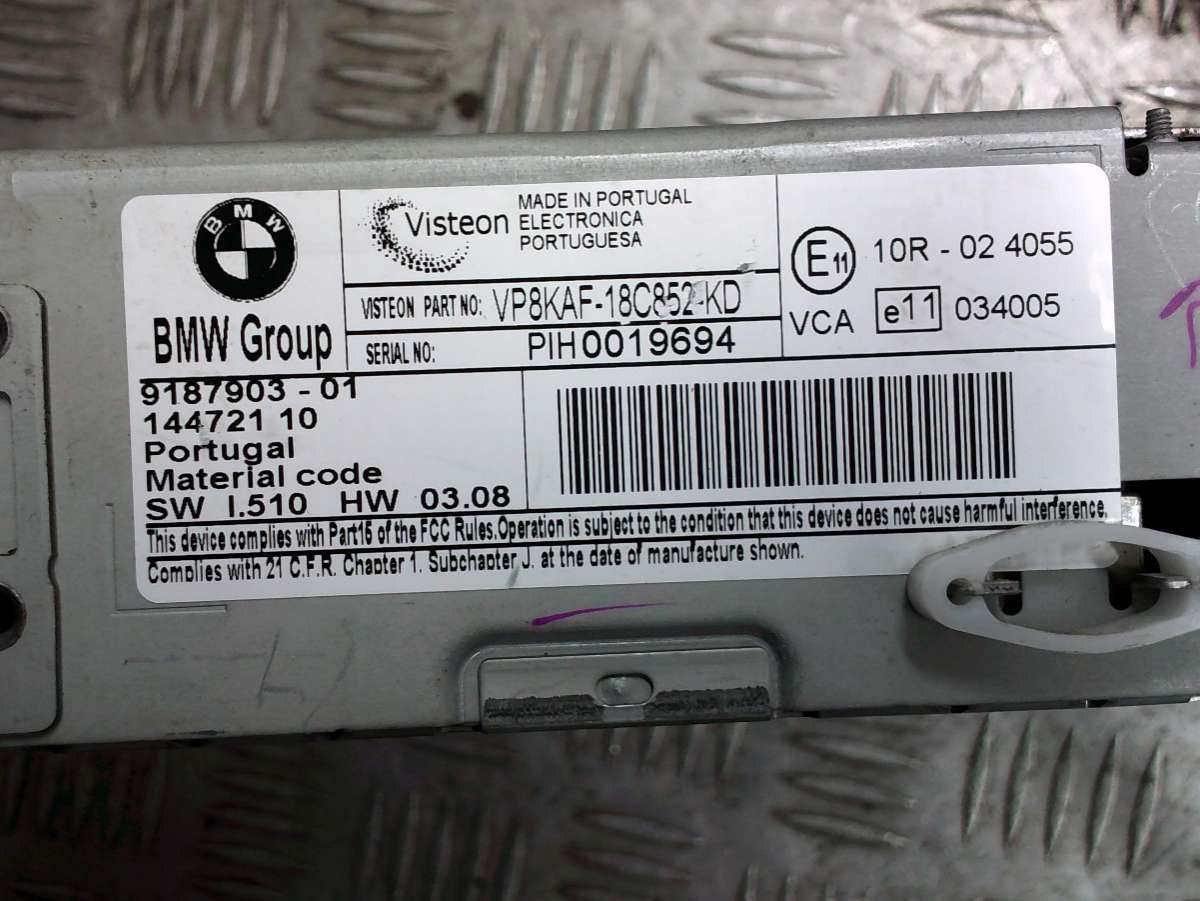 BMW
BMW Group
Visteon
MADE IN PORTUGAL
ELECTRONICA
PORTUGUESA
VISTEON PART NO: VP8KAF-18C852-KD
SERIAL NO: PIH0019694
E11 10R - 02 4055
VCA e11 034005
9187903 - 01
144721 10
Portugal
Material code
SW I.510 HW 03.08
This device complies with Part15 of the FCC Rules.Operation is subject to the condition that this device does not cause harmful interference.
Complies with 21 C.F.R. Chapter 1. Subchapter J. at the date of manufacture shown.